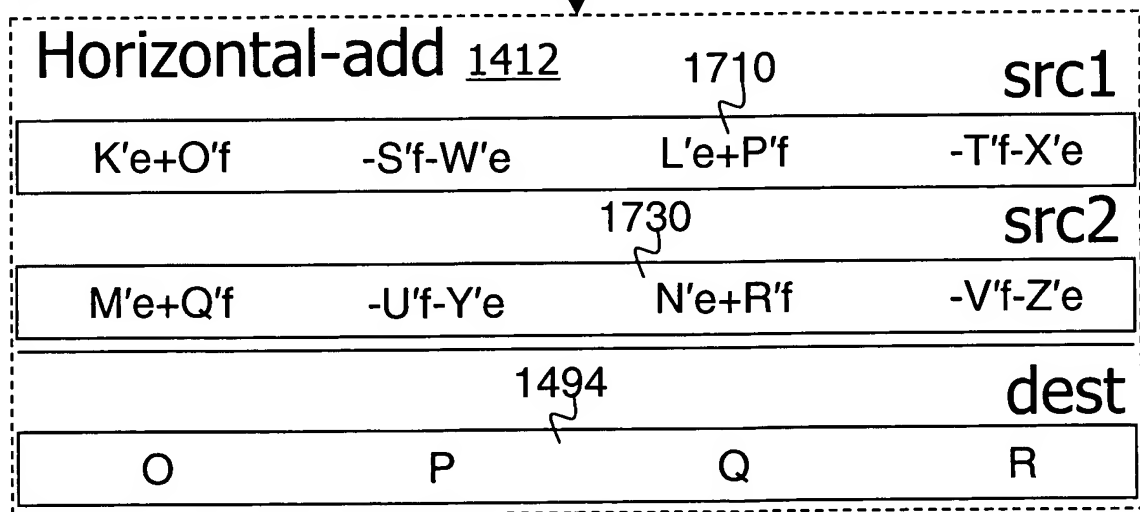 Horizontal-add 1412 1710 src1
K'e+O'f -S'f-W'e L'e+P'f -T'f-X'e
1730 src2
M'e+Q'f -U'f-Y'e N'e+R'f -V'f-Z'e
1494 dest
O P Q R